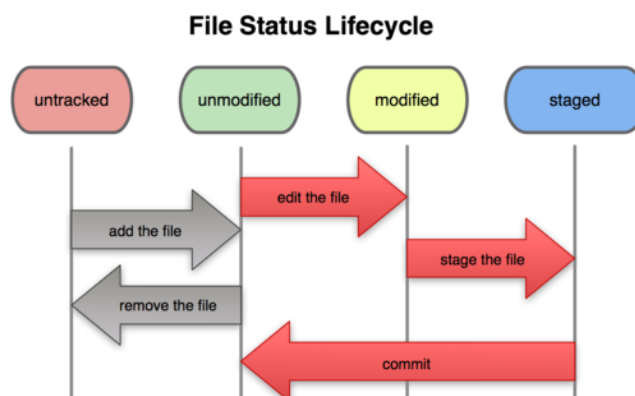 File Status Lifecycle
untracked
unmodified
modified
staged
edit the file
add the file
stage the file
remove the file
commit